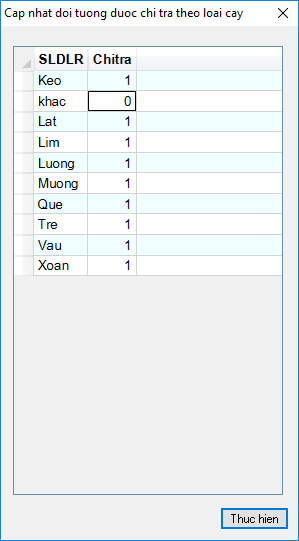 Cap nhat doi tuong duoc chi tra theo loai cay
SLDLR Chitra
Keo 1
khac 0
Lat 1
Lim 1
Luong 1
Muong 1
Que 1
Tre 1
Vau 1
Xoan 1
Thuc hien